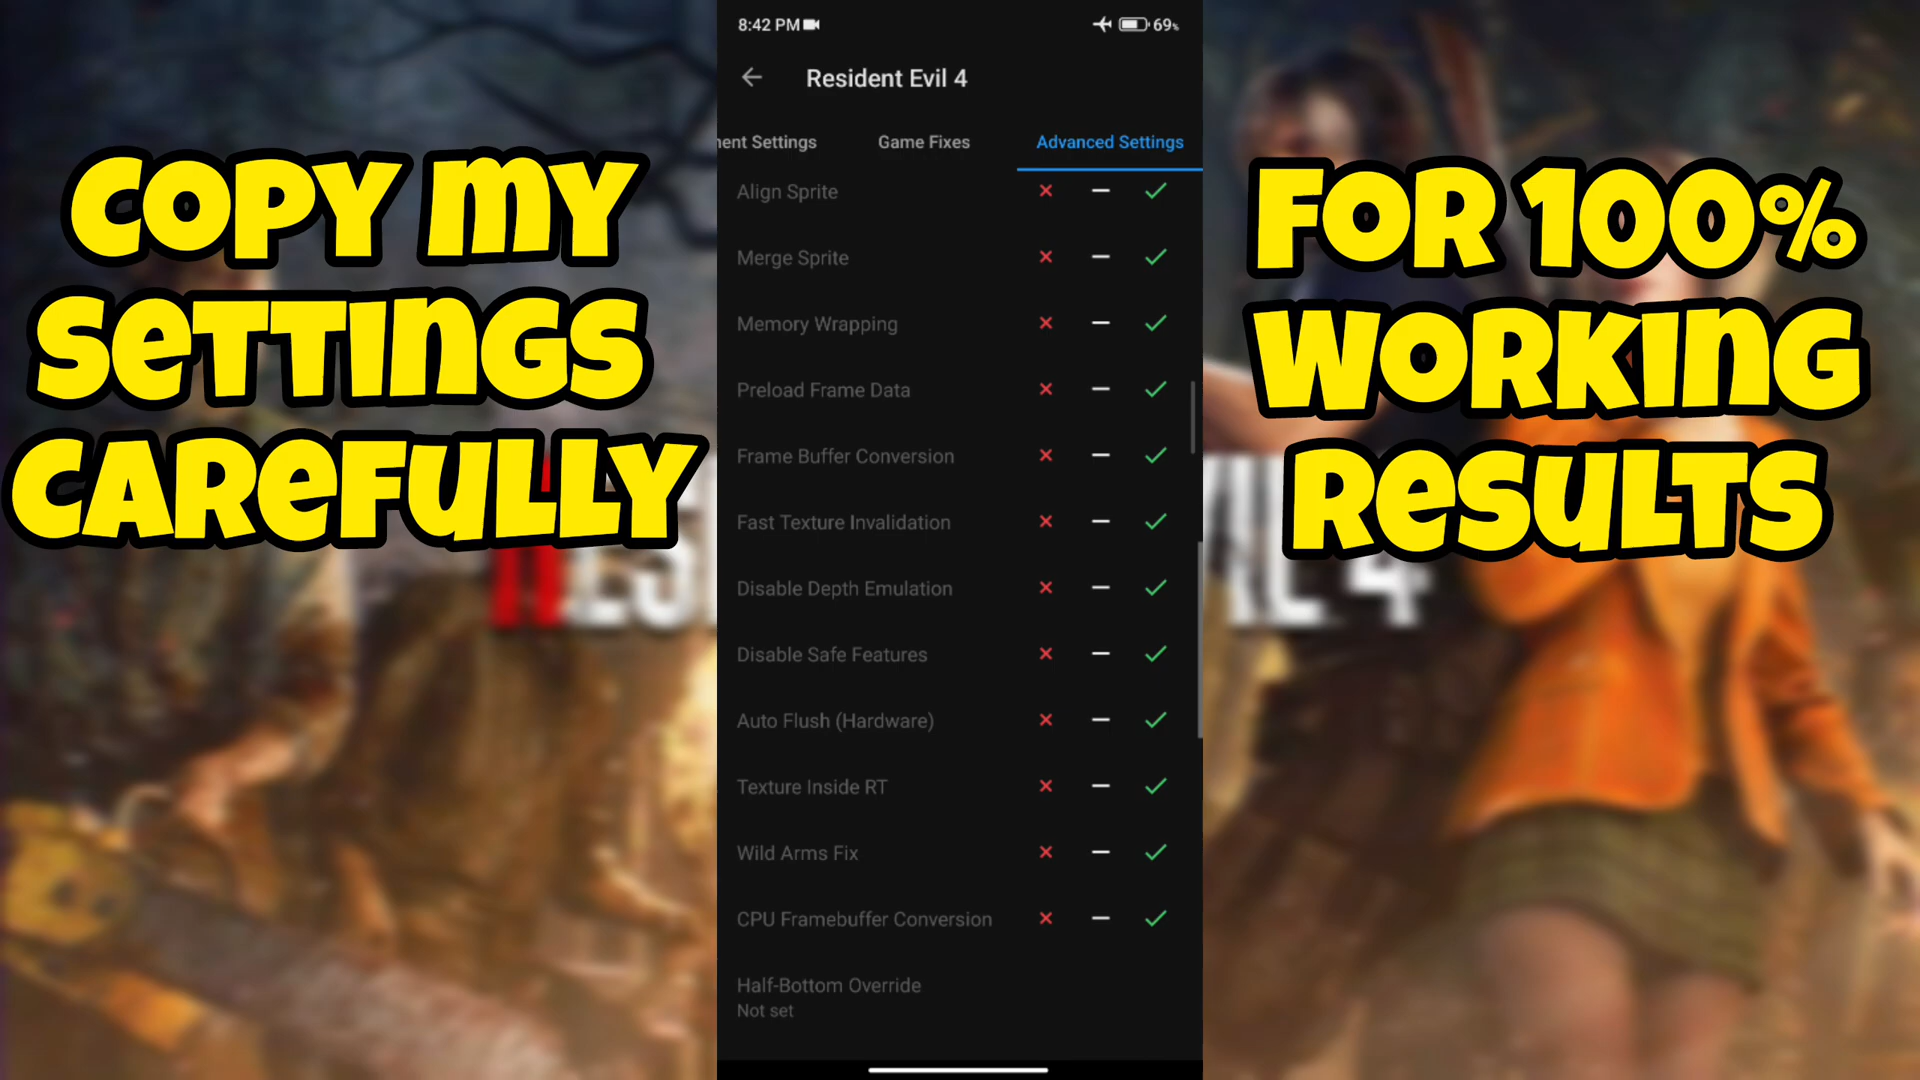 COPY MY
SETTINGS
CAREFULLY
8:42 PM
69%
Resident Evil 4
nent Settings
Game Fixes
Advanced Settings
Align Sprite
Merge Sprite
Memory Wrapping
Preload Frame Data
Frame Buffer Conversion
Fast Texture Invalidation
Disable Depth Emulation
Disable Safe Features
Auto Flush (Hardware)
Texture Inside RT
Wild Arms Fix
CPU Framebuffer Conversion
Half-Bottom Override
Not set
FOR 100%
WORKING
RESULTS
4